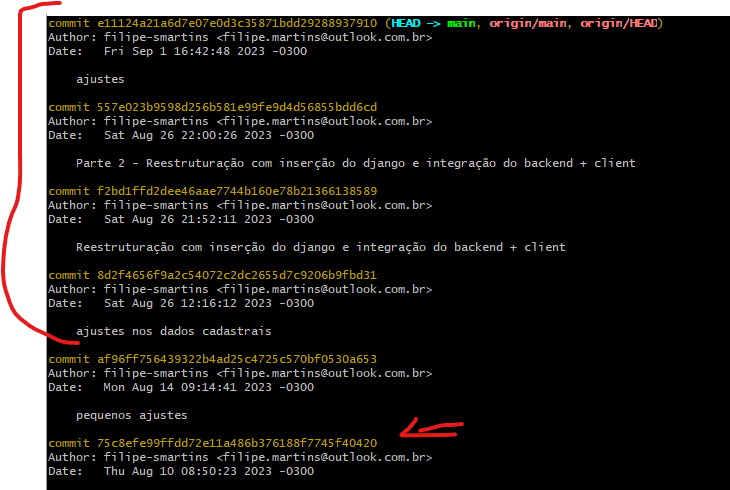 commit e11124a21a6d7e07e0d3c35871bdd29288937910 (HEAD -> main, origin/main, origin/HEAD)
Author: filipe-smartins <filipe.martins@outlook.com.br>
Date:   Fri Sep 1 16:42:48 2023 -0300
ajustes
commit 557e023b9598d256b581e99fe9d4d56855bdd6cd
Author: filipe-smartins <filipe.martins@outlook.com.br>
Date:   Sat Aug 26 22:00:26 2023 -0300
Parte 2 - Reestruturação com inserção do django e integração do backend + client
commit f2bd1ffd2dee46aae7744b160e78b21366138589
Author: filipe-smartins <filipe.martins@outlook.com.br>
Date:   Sat Aug 26 21:52:11 2023 -0300
Reestruturação com inserção do django e integração do backend + client
commit 8d2f4656f9a2c54072c2dc2655d7c9206b9fbd31
Author: filipe-smartins <filipe.martins@outlook.com.br>
Date:   Sat Aug 26 12:16:12 2023 -0300
ajustes nos dados cadastrais
commit af96ff756439322b4ad25c4725c570bf0530a653
Author: filipe-smartins <filipe.martins@outlook.com.br>
Date:   Mon Aug 14 09:14:41 2023 -0300
pequenos ajustes
commit 75c8efe99ffdd72e11a486b376188f7745f40420
Author: filipe-smartins <filipe.martins@outlook.com.br>
Date:   Thu Aug 10 08:50:23 2023 -0300